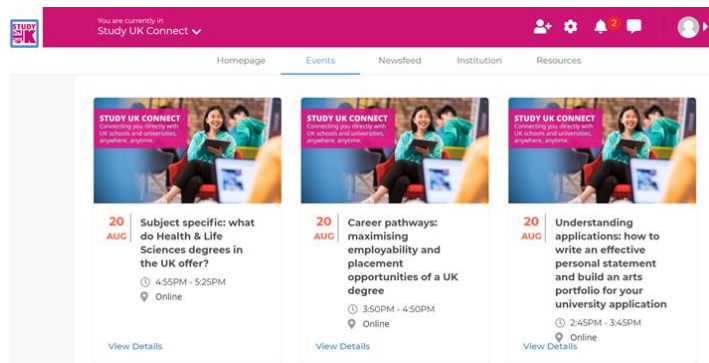 STUDY
UK
You are currently in
Study UK Connect
2
Homepage
Events
Newsfeed
Institution
Resources
STUDY UK CONNECT
Connecting you directly with
UK schools and universities,
anywhere, anytime.
20
AUG
Subject specific: what
do Health & Life
Sciences degrees in
the UK offer?
4:55PM - 5:25PM
Online
View Details
STUDY UK CONNECT
Connecting you directly with
UK schools and universities,
anywhere, anytime.
20
AUG
Career pathways:
maximising
employability and
placement
opportunities of a UK
degree
3:50PM - 4:50PM
Online
View Details
STUDY UK CONNECT
Connecting you directly with
UK schools and universities,
anywhere, anytime.
20
AUG
Understanding
applications: how to
write an effective
personal statement
and build an arts
portfolio for your
university application
2:45PM - 3:45PM
Online
View Details